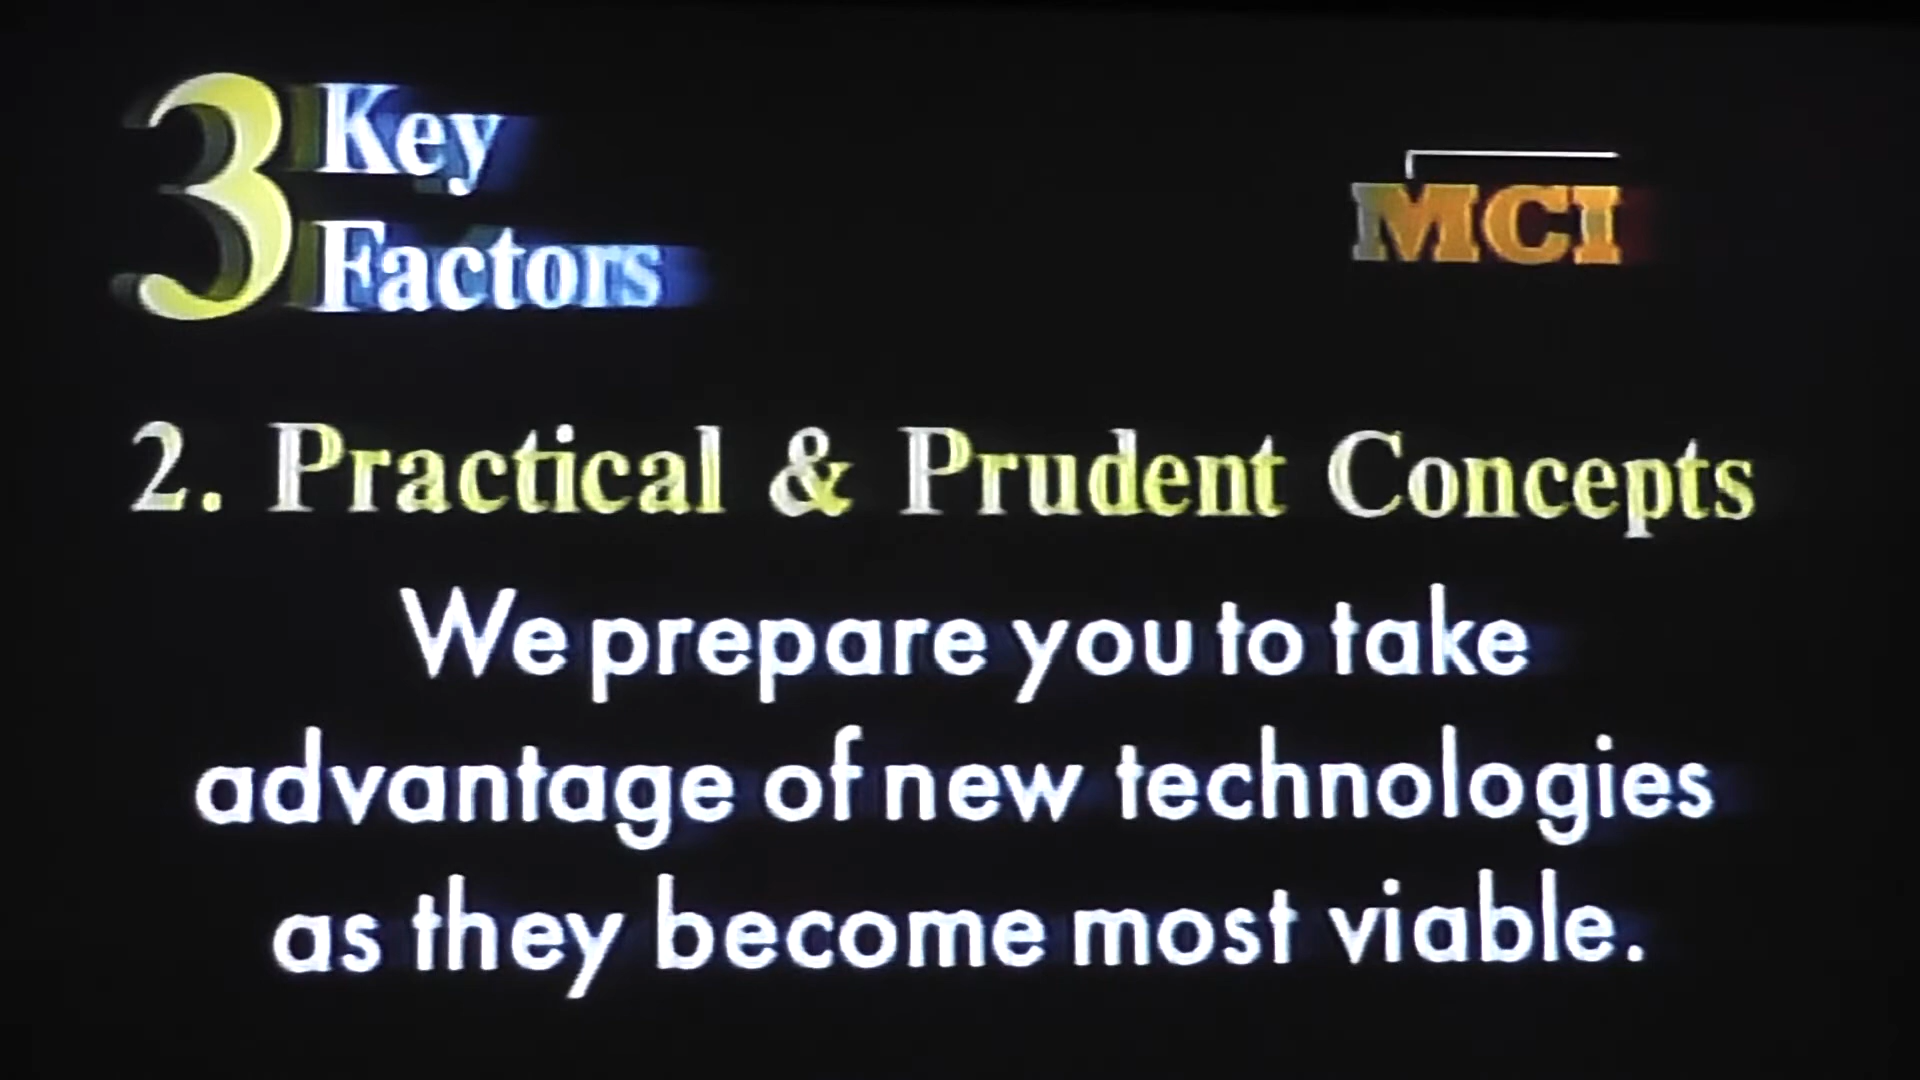 3 Key
Factors
MCI
2. Practical & Prudent Concepts
We prepare you to take
advantage of new technologies
as they become most viable.